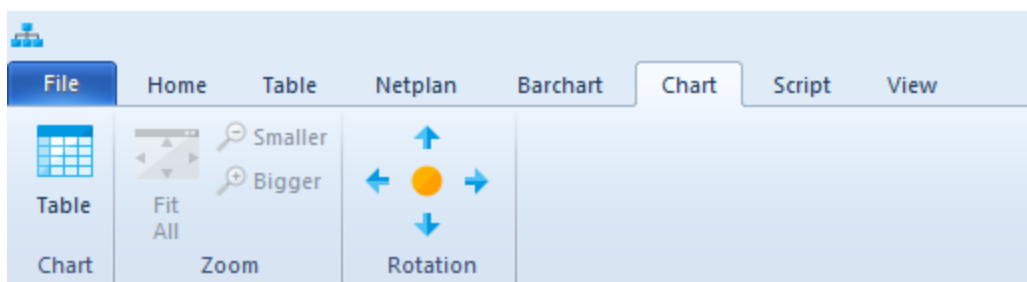 File Home Table Netplan Barchart Chart Script View
Smaller
Bigger
Table Fit
All
Chart Zoom Rotation